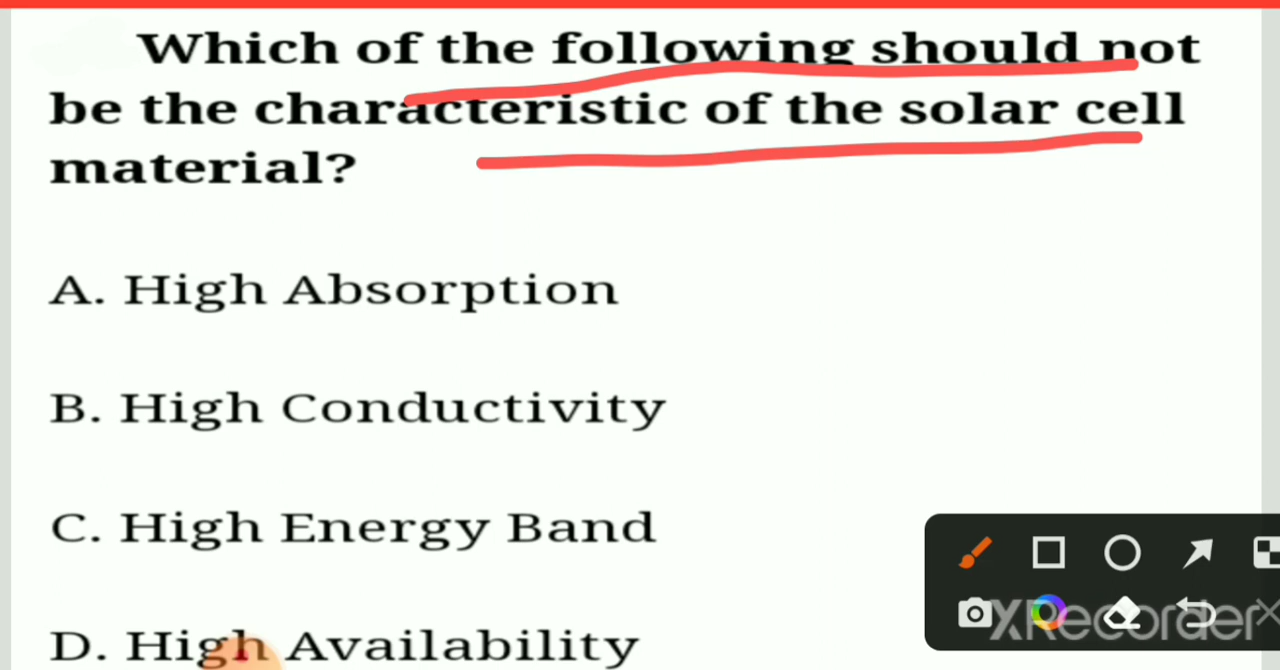 Which of the following should not
be the characteristic of the solar cell
material?
A. High Absorption
B. High Conductivity
C. High Energy Band
D. High Availability
XRecorder